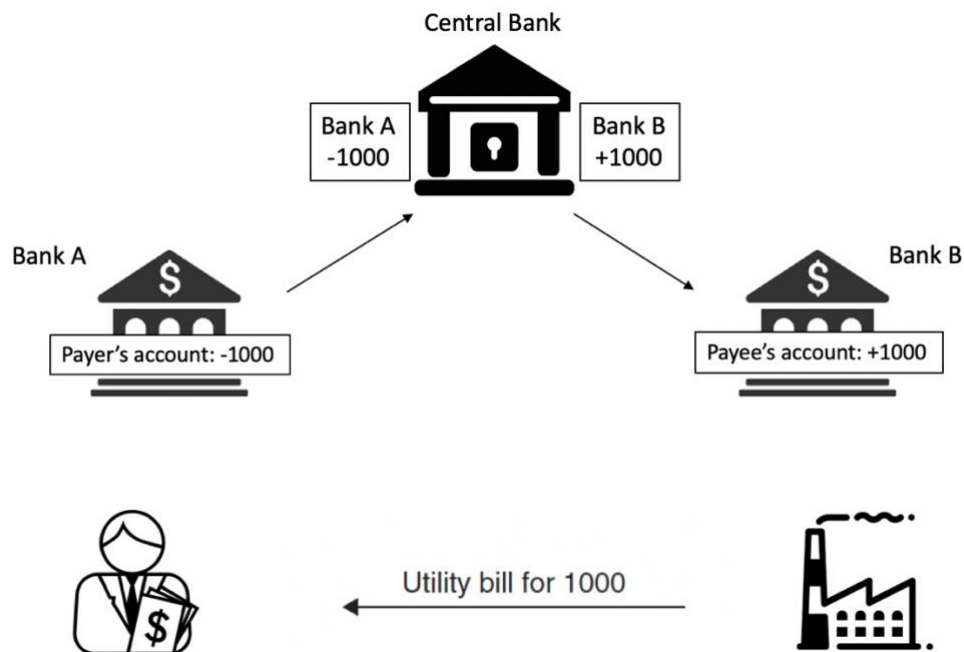 Central Bank
Bank A
-1000
Bank B
+1000
Bank A
$
Payer's account: -1000
Bank B
$
Payee's account: +1000
Utility bill for 1000
$